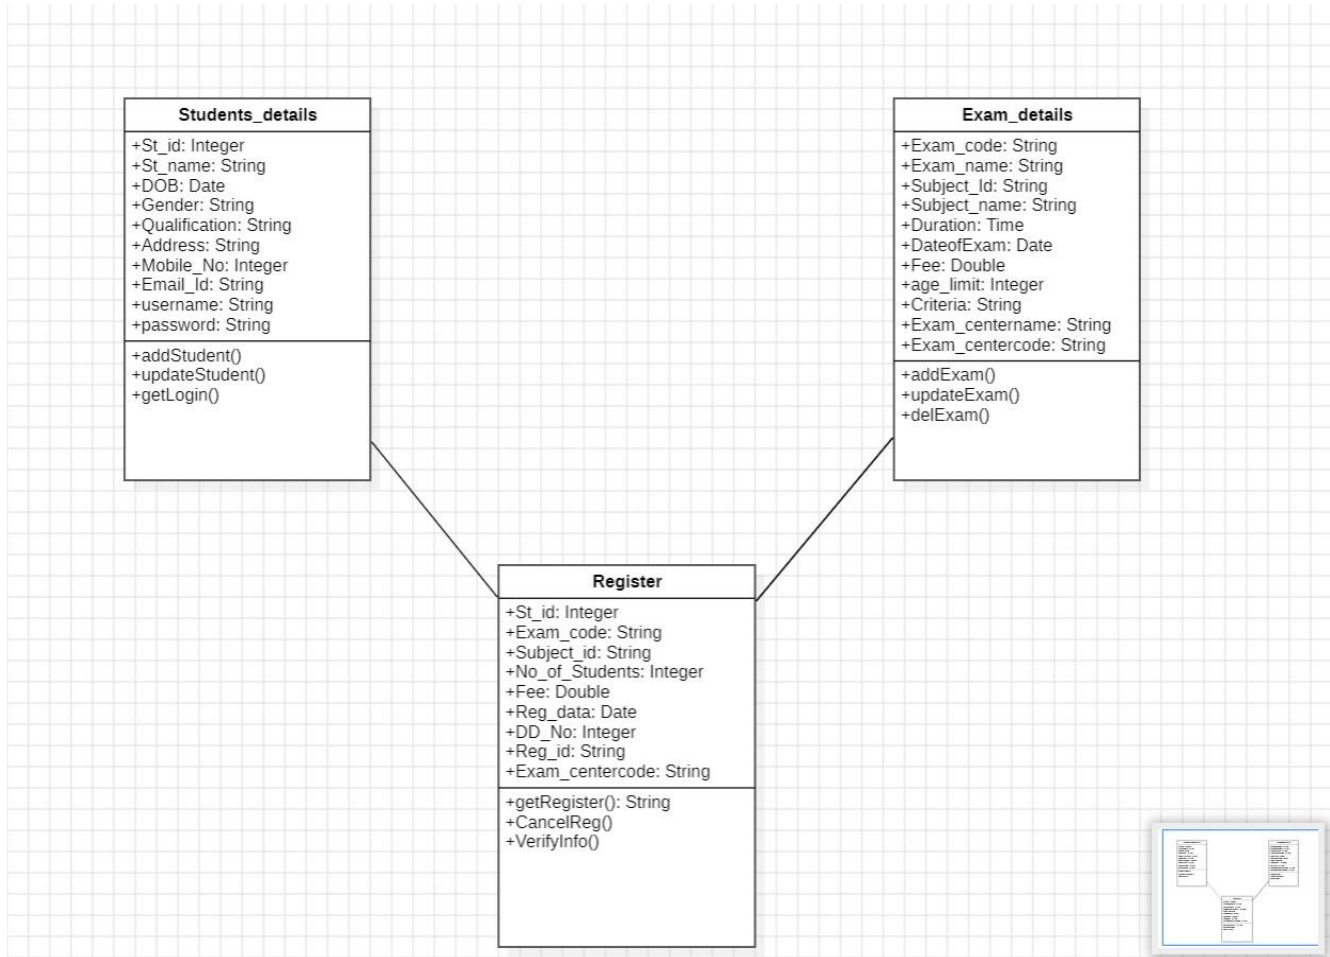 Students_details
+St_id: Integer
+St_name: String
+DOB: Date
+Gender: String
+Qualification: String
+Address: String
+Mobile_No: Integer
+Email_Id: String
+username: String
+password: String
+addStudent()
+updateStudent()
+getLogin()
Exam_details
+Exam_code: String
+Exam_name: String
+Subject_Id: String
+Subject_name: String
+Duration: Time
+DateofExam: Date
+Fee: Double
+age_limit: Integer
+Criteria: String
+Exam_centername: String
+Exam_centercode: String
+addExam()
+updateExam()
+delExam()
Register
+St_id: Integer
+Exam_code: String
+Subject_id: String
+No_of_Students: Integer
+Fee: Double
+Reg_data: Date
+DD_No: Integer
+Reg_id: String
+Exam_centercode: String
+getRegister(): String
+CancelReg()
+VerifyInfo()